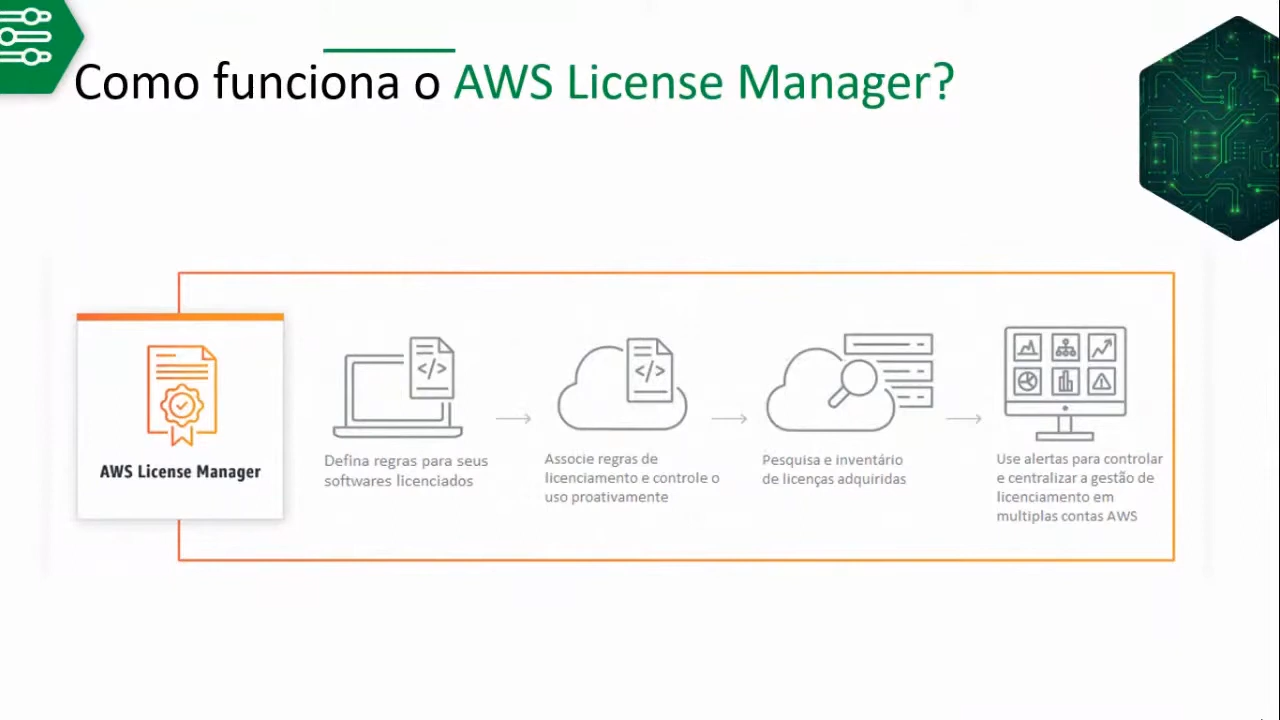 Como funciona o AWS License Manager?
AWS License Manager
Defina regras para seus
softwares licenciados
Associe regras de
licenciamento e controle o
uso proativamente
Pesquisa e inventário
de licenças adquiridas
Use alertas para controlar
e centralizar a gestão de
licenciamento em
multiplas contas AWS